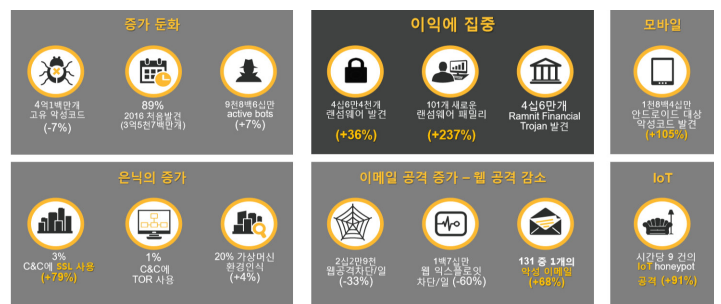 증가 둔화
4억1백만개
고유 악성코드
(-7%)
89%
2016 처음발견
(3억5천7백만개)
9천8백6십만
active bots
(+7%)
이익에 집중
4십6만4천개
랜섬웨어 발견
(+36%)
101개 새로운
랜섬웨어 패밀리
(+237%)
4십6만개
Ramnit Financial
Trojan 발견
모바일
1천8백4십만
안드로이드 대상
악성코드 발견
(+105%)
은닉의 증가
3%
C&C에 SSL 사용
(+79%)
1%
C&C에
TOR 사용
20% 가상머신
환경인식
(+4%)
이메일 공격 증가 – 웹 공격 감소
2십2만9천
웹공격차단/일
(-33%)
1백7십만
웹 익스플로잇
차단/일 (-60%)
131 중 1개의
악성 이메일
(+68%)
IoT
시간당 9 건의
IoT honeypot
공격 (+91%)